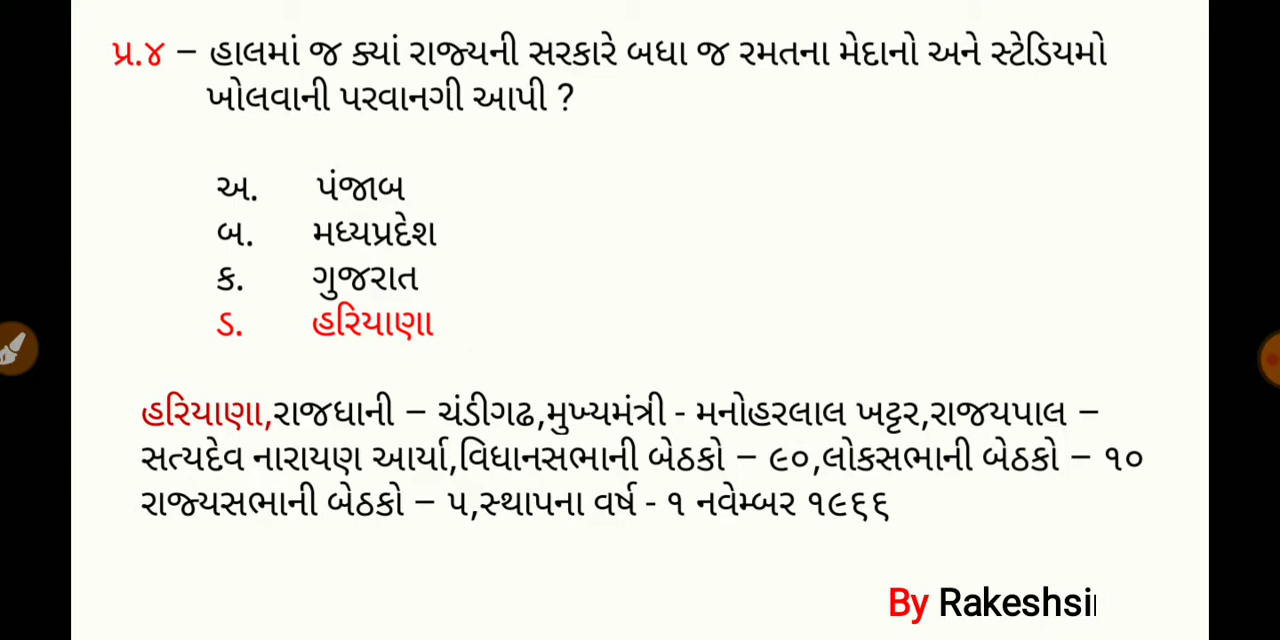 પ્ર.૪ – હાલમાં જ ક્યાં રાજ્યની સરકારે બધા જ રમતના મેદાનો અને સ્ટેડિયમો
ખોલવાની પરવાનગી આપી ?
અ. પંજાબ
બ. મધ્યપ્રદેશ
ક. ગુજરાત
ડ. હરિયાણા
હરિયાણા,રાજધાની – ચંડીગઢ,મુખ્યમંત્રી - મનોહરલાલ ખટ્ટર,રાજયપાલ –
સત્યદેવ નારાયણ આર્યા,વિધાનસભાની બેઠકો – ૯૦,લોકસભાની બેઠકો – ૧૦
રાજ્યસભાની બેઠકો – ૫,સ્થાપના વર્ષ - ૧ નવેમ્બર ૧૯૬૬
By